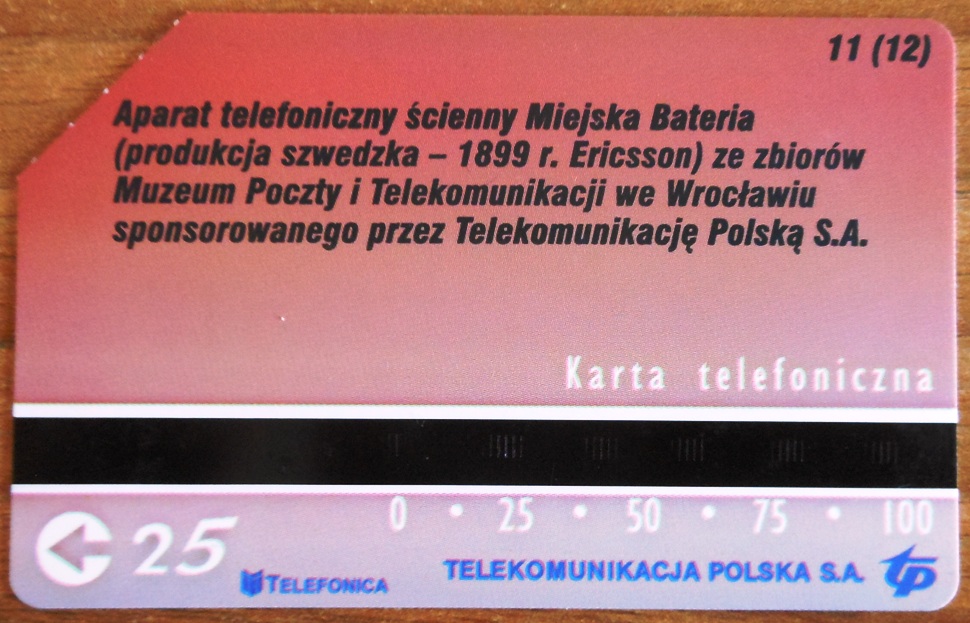 11 (12)
Aparat telefoniczny ścienny Miejska Bateria
(produkcja szwedzka – 1899 r. Ericsson) ze zbiorów
Muzeum Poczty i Telekomunikacji we Wrocławiu
sponsorowanego przez Telekomunikację Polską S.A.
Karta telefoniczna
0 • 25 • 50 • 75 • 100
25
TELEFONICA
TELEKOMUNIKACJA POLSKA S.A. tp